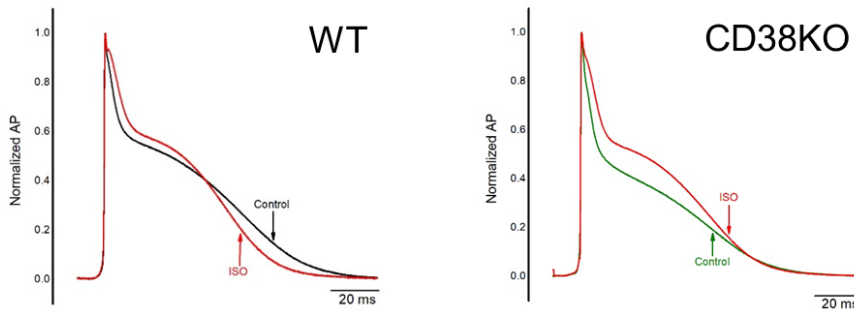 WT
Normalized AP
1.0
0.8
0.6
0.4
0.2
0.0
Control
ISO
20 ms
CD38KO
Normalized AP
1.0
0.8
0.6
0.4
0.2
0.0
ISO
Control
20 ms